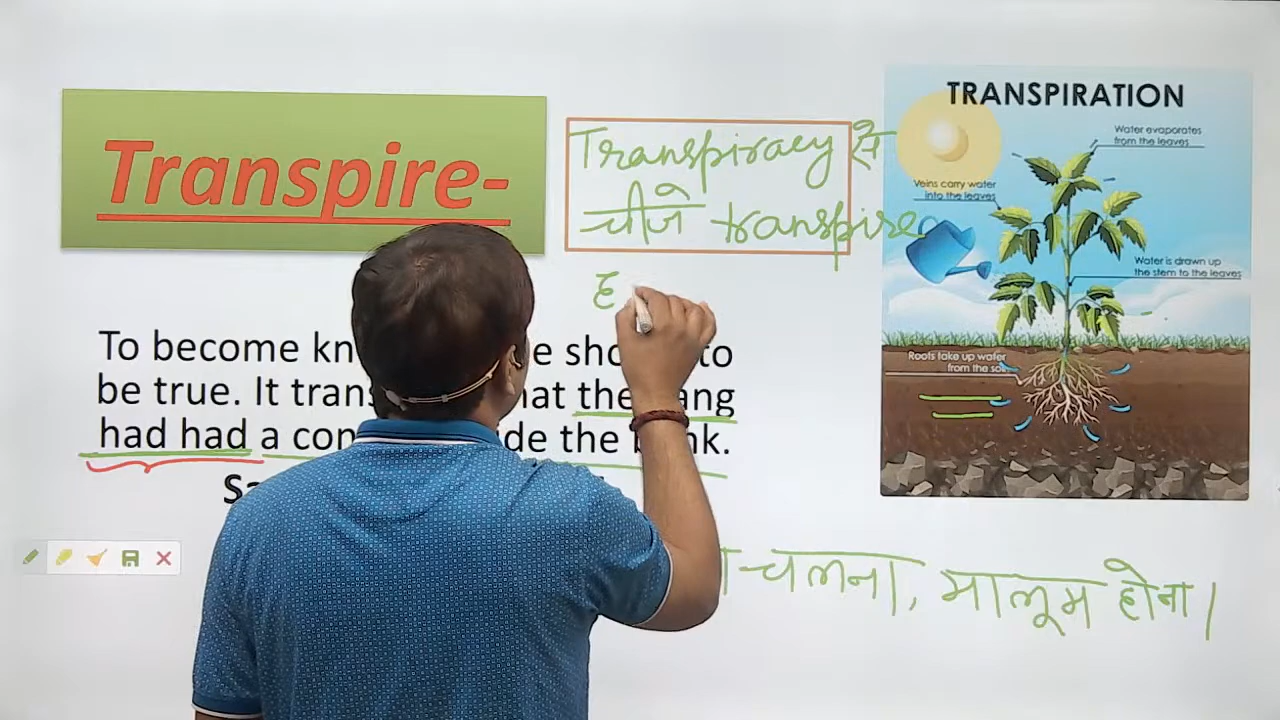 Transpire-
Transpiracy से
चीजे transpire
ह
To become kn e sho to
be true. It trans hat the ang
had had a con ide the b nk.
Sa
चलना, मालूम होना।
TRANSPIRATION
Water evaporates
from the leaves
Veins carry water
into the leaves
Water is drawn up
the stem to the leaves
Roots take up water
from the soil